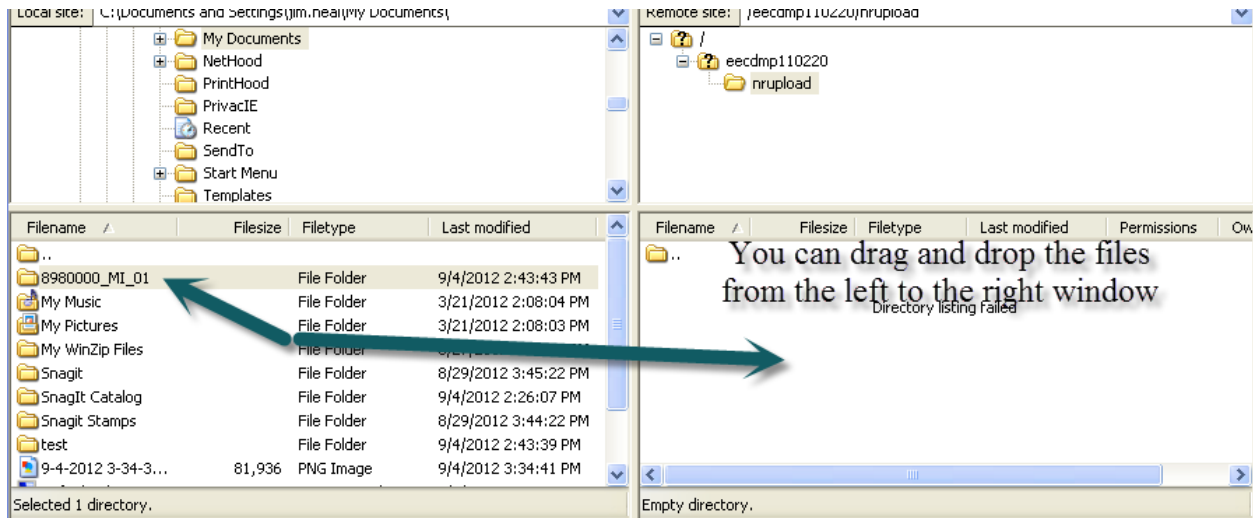 Local site: C:\Documents and Settings\jim.neal\My Documents\
My Documents
NetHood
PrintHood
PrivacIE
Recent
SendTo
Start Menu
Templates
Remote site: /eecdmp110220/nrupload
/
eecdmp110220
nrupload
Filename Filesize Filetype Last modified
..
8980000_MI_01 File Folder 9/4/2012 2:43:43 PM
My Music File Folder 3/21/2012 2:08:04 PM
My Pictures File Folder 3/21/2012 2:08:03 PM
My WinZip Files File Folder
Snagit File Folder 8/29/2012 3:45:22 PM
SnagIt Catalog File Folder 9/4/2012 2:26:07 PM
Snagit Stamps File Folder 8/29/2012 3:44:22 PM
test File Folder 9/4/2012 2:43:39 PM
9-4-2012 3-34-3... 81,936 PNG Image 9/4/2012 3:34:41 PM
Selected 1 directory.
Filename Filesize Filetype Last modified Permissions Ow
..
You can drag and drop the files
from the left to the right window
Directory listing failed
Empty directory.